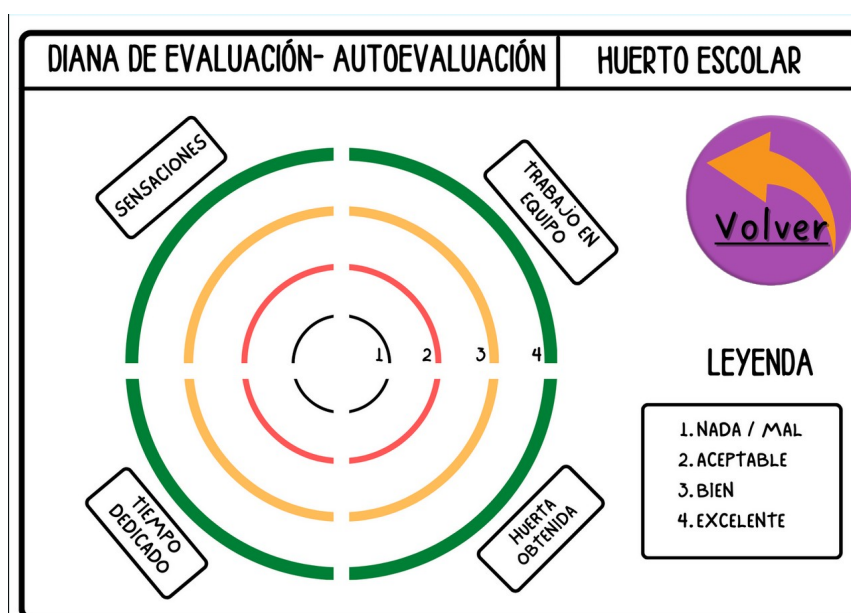 DIANA DE EVALUACIÓN- AUTOEVALUACIÓN
HUERTO ESCOLAR
SENSACIONES
TRABAJO EN
EQUIPO
Volver
1
2
3
4
LEYENDA
1. NADA / MAL
2. ACEPTABLE
3. BIEN
4. EXCELENTE
TIEMPO
DEDICADO
HUERTA
OBTENIDA